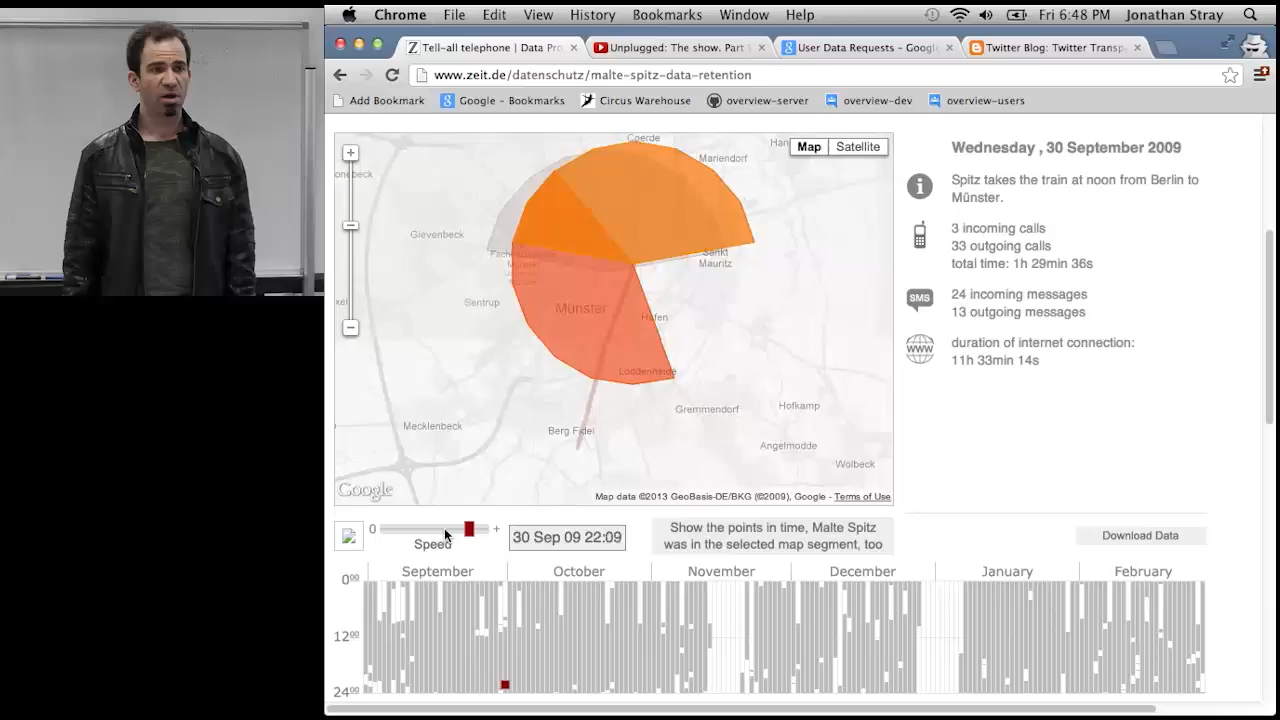 Chrome File Edit View History Bookmarks Window Help Fri 6:48 PM Jonathan Stray
Tell-all telephone | Data Pro
Unplugged: The show. Part
User Data Requests – Google
Twitter Blog: Twitter Transp
www.zeit.de/datenschutz/malte-spitz-data-retention
Add Bookmark Google - Bookmarks Circus Warehouse overview-server overview-dev overview-users
Coerde
Mariendorf
Map Satellite
Gievenbeck
Sankt
Mauritz
Sentrup
Münster
Hafen
Loddenheide
Gremmendorf
Hofkamp
Mecklenbeck
Berg Fidel
Angelmodde
Wolbeck
Google
Map data ©2013 GeoBasis-DE/BKG (©2009), Google - Terms of Use
Wednesday , 30 September 2009
Spitz takes the train at noon from Berlin to
Münster.
3 incoming calls
33 outgoing calls
total time: 1h 29min 36s
SMS
24 incoming messages
13 outgoing messages
WWW
duration of internet connection:
11h 33min 14s
0 +
Speed
30 Sep 09 22:09
Show the points in time, Malte Spitz
was in the selected map segment, too
Download Data
September October November December January February
0⁰⁰
12⁰⁰
24⁰⁰